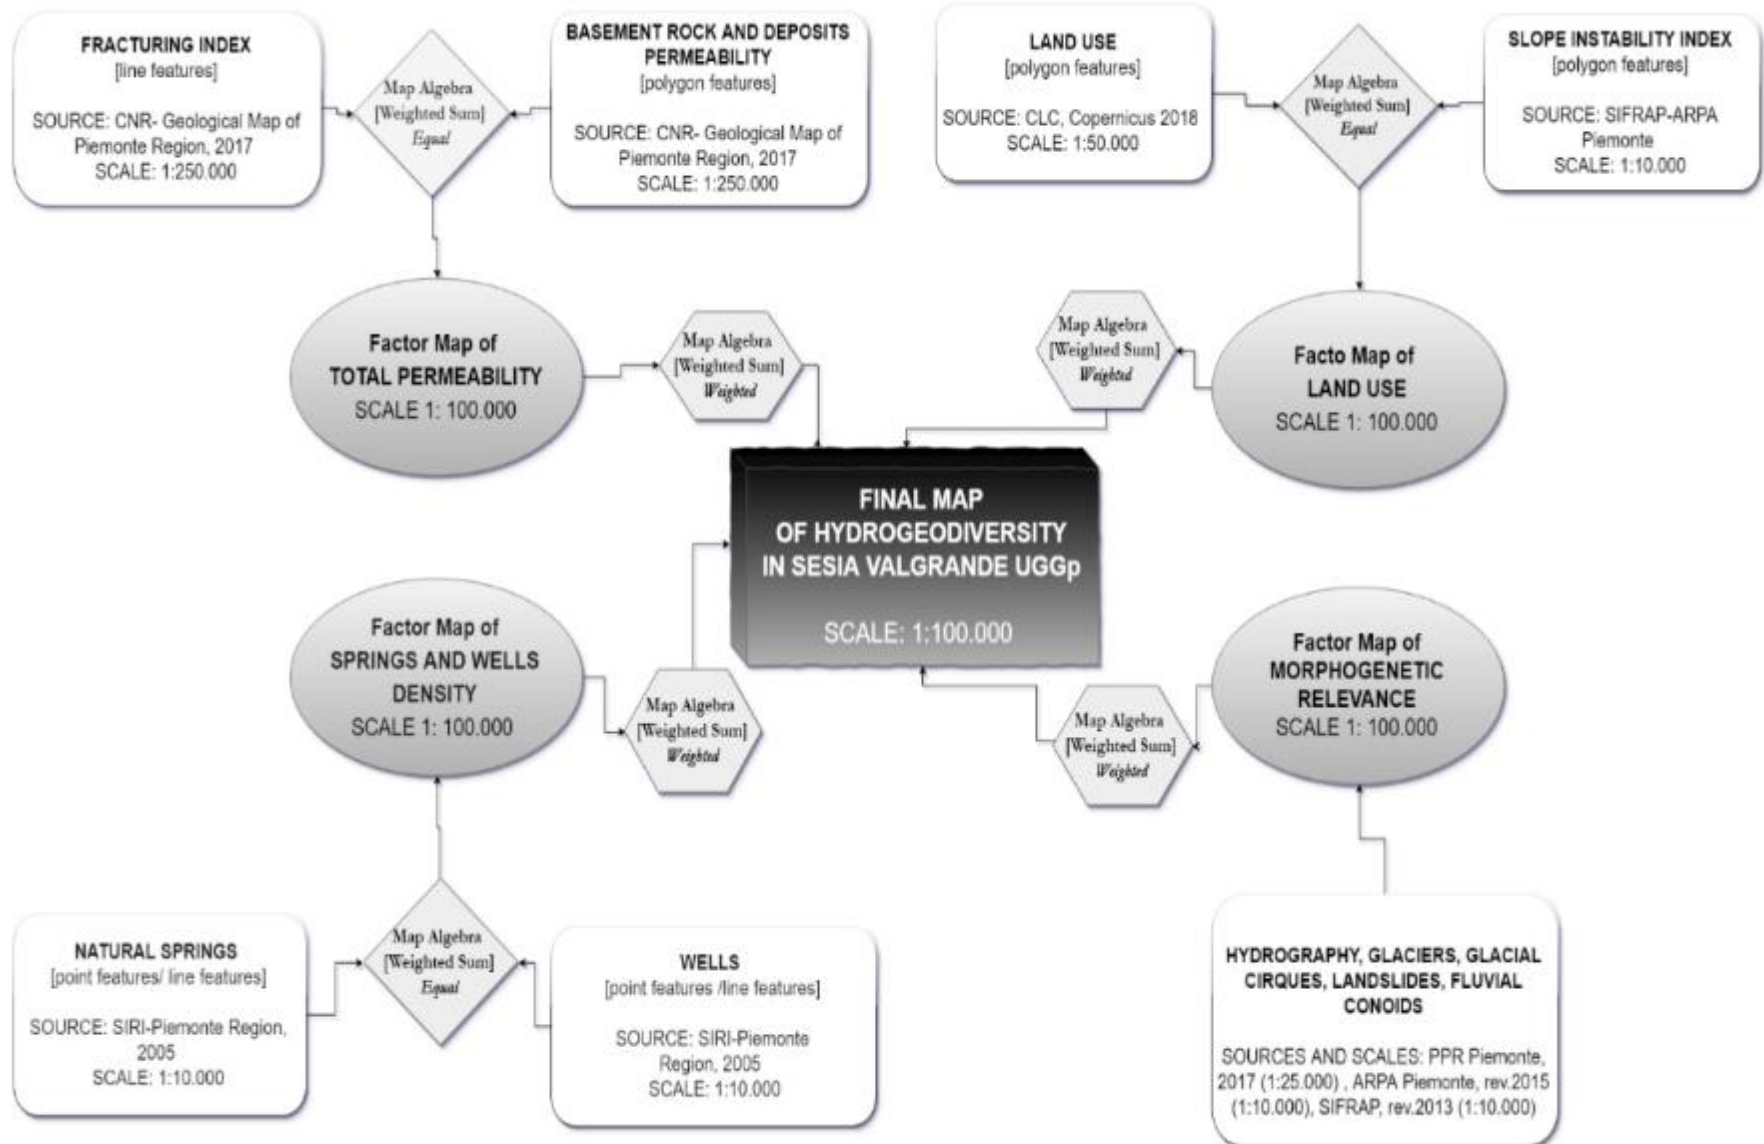 FRACTURING INDEX
[line features]
SOURCE: CNR- Geological Map of
Piemonte Region, 2017
SCALE: 1:250.000
Map Algebra
[Weighted Sum]
Equal
BASEMENT ROCK AND DEPOSITS
PERMEABILITY
[polygon features]
SOURCE: CNR- Geological Map of
Piemonte Region, 2017
SCALE: 1:250.000
LAND USE
[polygon features]
SOURCE: CLC, Copernicus 2018
SCALE: 1:50.000
Map Algebra
[Weighted Sum]
Equal
SLOPE INSTABILITY INDEX
[polygon features]
SOURCE: SIFRAP-ARPA
Piemonte
SCALE: 1:10.000
Factor Map of
TOTAL PERMEABILITY
SCALE 1: 100.000
Map Algebra
[Weighted Sum]
Weighted
Map Algebra
[Weighted Sum]
Weighted
Facto Map of
LAND USE
SCALE 1: 100.000
FINAL MAP
OF HYDROGEODIVERSITY
IN SESIA VALGRANDE UGGp
SCALE: 1:100.000
Factor Map of
SPRINGS AND WELLS
DENSITY
SCALE 1: 100.000
Map Algebra
[Weighted Sum]
Weighted
Map Algebra
[Weighted Sum]
Weighted
Factor Map of
MORPHOGENETIC
RELEVANCE
SCALE 1: 100.000
NATURAL SPRINGS
[point features/ line features]
SOURCE: SIRI-Piemonte Region,
2005
SCALE: 1:10.000
Map Algebra
[Weighted Sum]
Equal
WELLS
[point features /line features]
SOURCE: SIRI-Piemonte
Region, 2005
SCALE: 1:10.000
HYDROGRAPHY, GLACIERS, GLACIAL
CIRQUES, LANDSLIDES, FLUVIAL
CONOIDS
SOURCES AND SCALES: PPR Piemonte,
2017 (1:25.000) , ARPA Piemonte, rev.2015
(1:10.000), SIFRAP, rev.2013 (1:10.000)